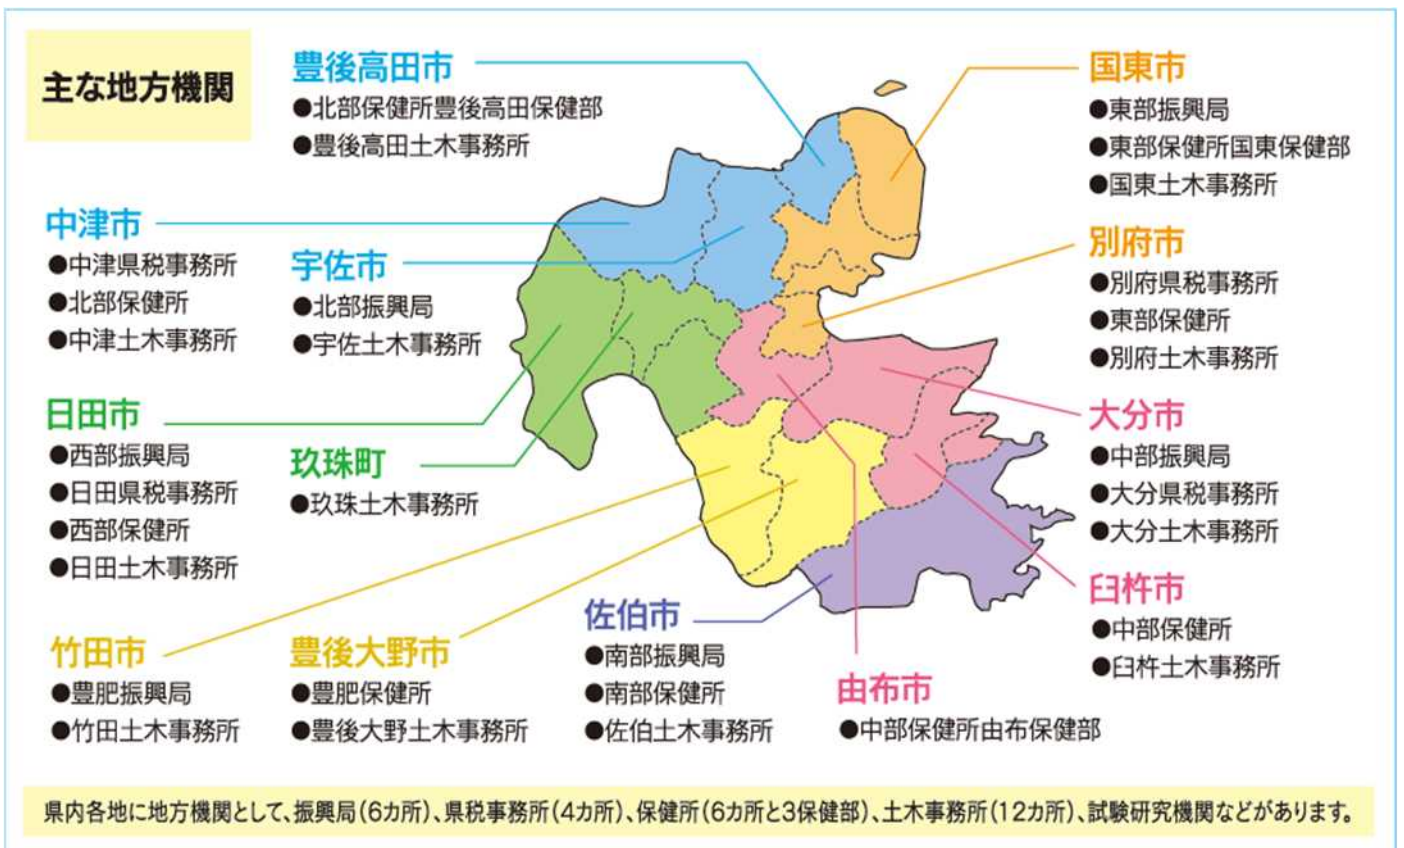 主な地方機関
豊後高田市
●北部保健所豊後高田保健部
●豊後高田土木事務所
国東市
●東部振興局
●東部保健所国東保健部
●国東土木事務所
中津市
●中津県税事務所
●北部保健所
●中津土木事務所
宇佐市
●北部振興局
●宇佐土木事務所
別府市
●別府県税事務所
●東部保健所
●別府土木事務所
日田市
●西部振興局
●日田県税事務所
●西部保健所
●日田土木事務所
玖珠町
●玖珠土木事務所
大分市
●中部振興局
●大分県税事務所
●大分土木事務所
臼杵市
●中部保健所
●臼杵土木事務所
竹田市
●豊肥振興局
●竹田土木事務所
豊後大野市
●豊肥保健所
●豊後大野土木事務所
佐伯市
●南部振興局
●南部保健所
●佐伯土木事務所
由布市
●中部保健所由布保健部
県内各地に地方機関として、振興局(6カ所)、県税事務所(4カ所)、保健所(6カ所と3保健部)、土木事務所(12カ所)、試験研究機関などがあります。